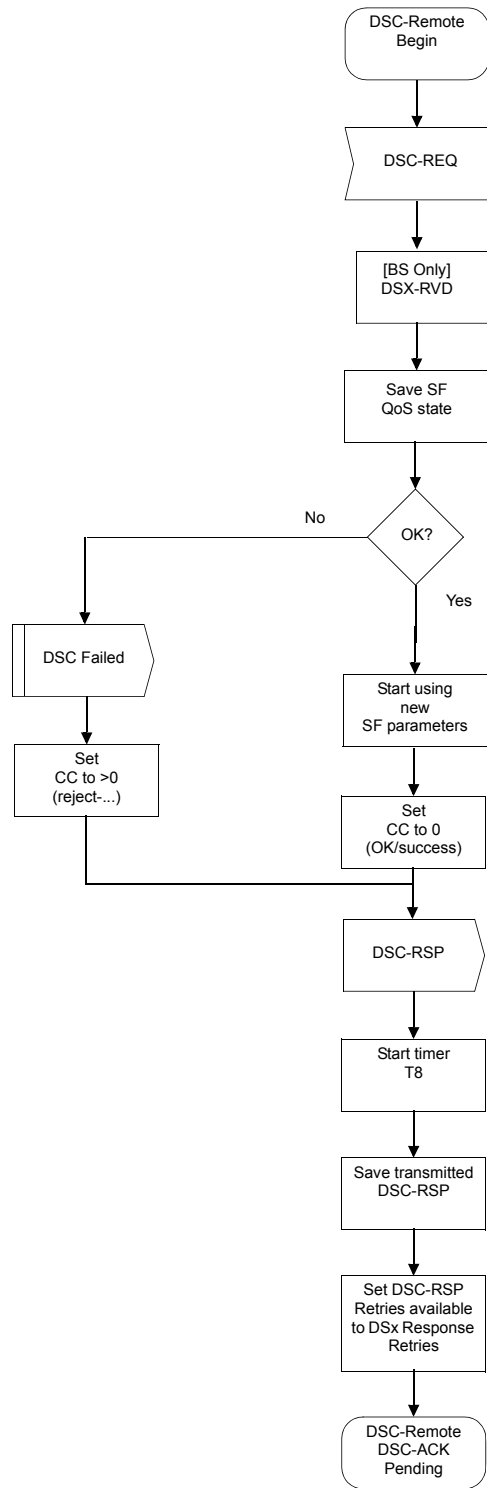 DSC-Remote
Begin
DSC-REQ
[BS Only]
DSX-RVD
Save SF
QoS state
OK?
No
Yes
DSC Failed
Set
CC to >0
(reject-...)
Start using
new
SF parameters
Set
CC to 0
(OK/success)
DSC-RSP
Start timer
T8
Save transmitted
DSC-RSP
Set DSC-RSP
Retries available
to DSx Response
Retries
DSC-Remote
DSC-ACK
Pending